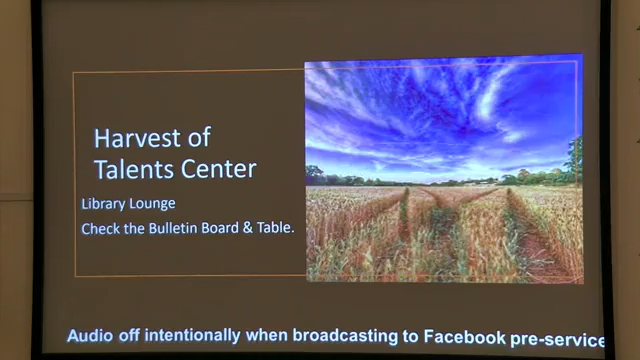 Harvest of
Talents Center
Library Lounge
Check the Bulletin Board & Table.
Audio off intentionally when broadcasting to Facebook pre-service